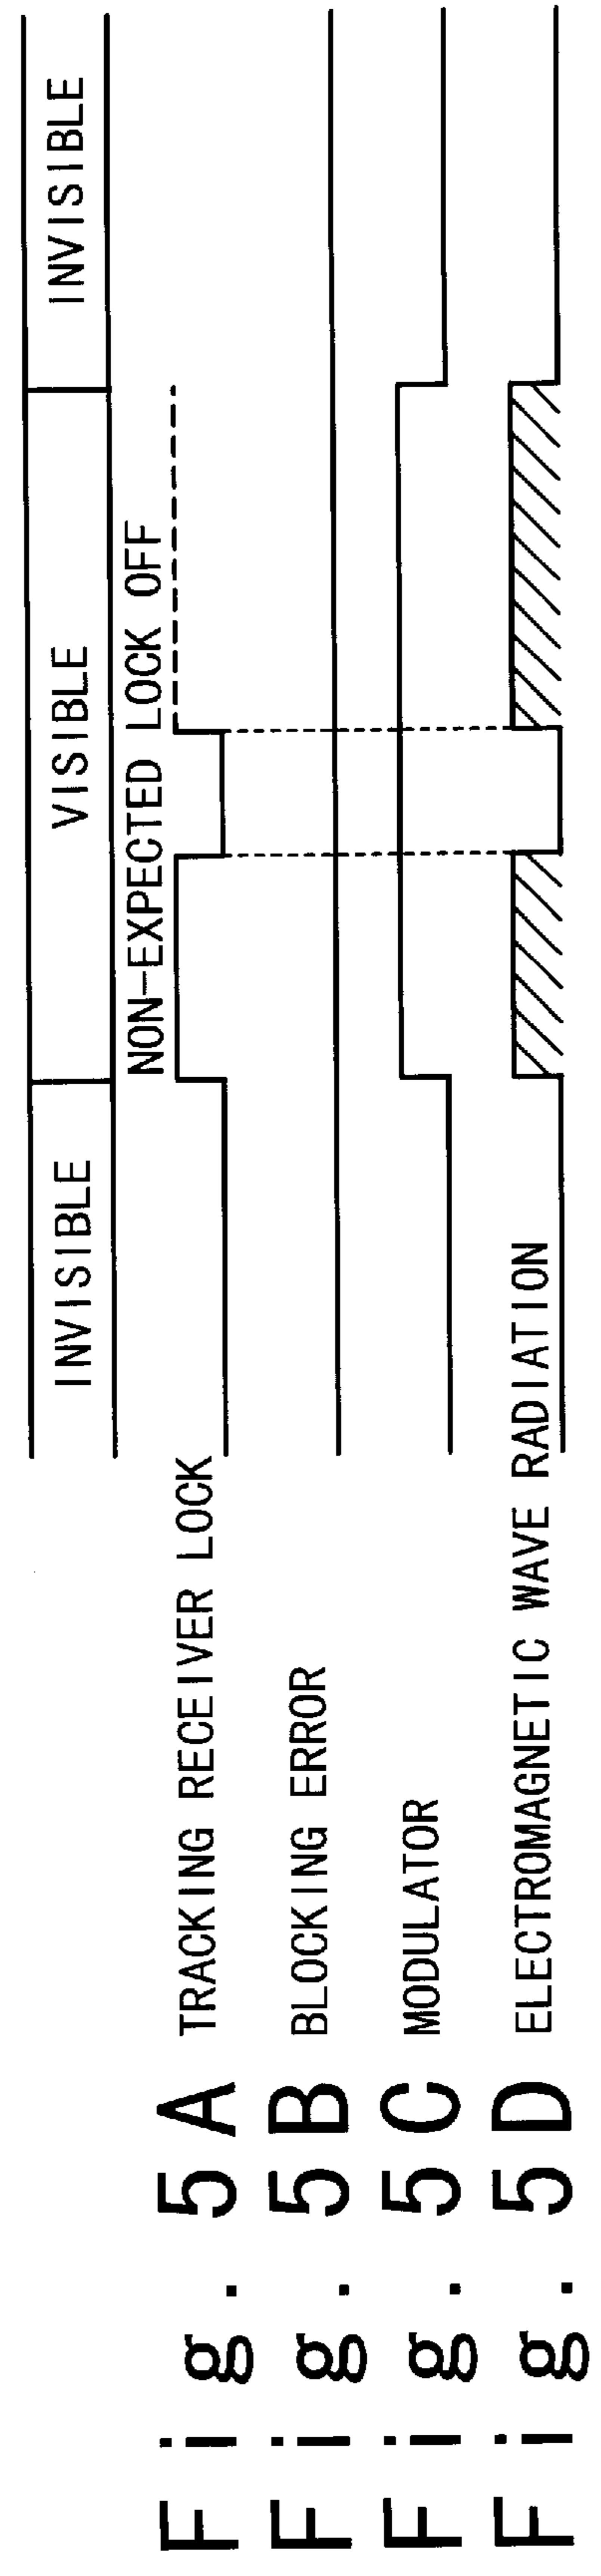 INVISIBLE VISIBLE INVISIBLE
NON-EXPECTED LOCK OFF
Fig. 5A TRACKING RECEIVER LOCK
Fig. 5B BLOCKING ERROR
Fig. 5C MODULATOR
Fig. 5D ELECTROMAGNETIC WAVE RADIATION